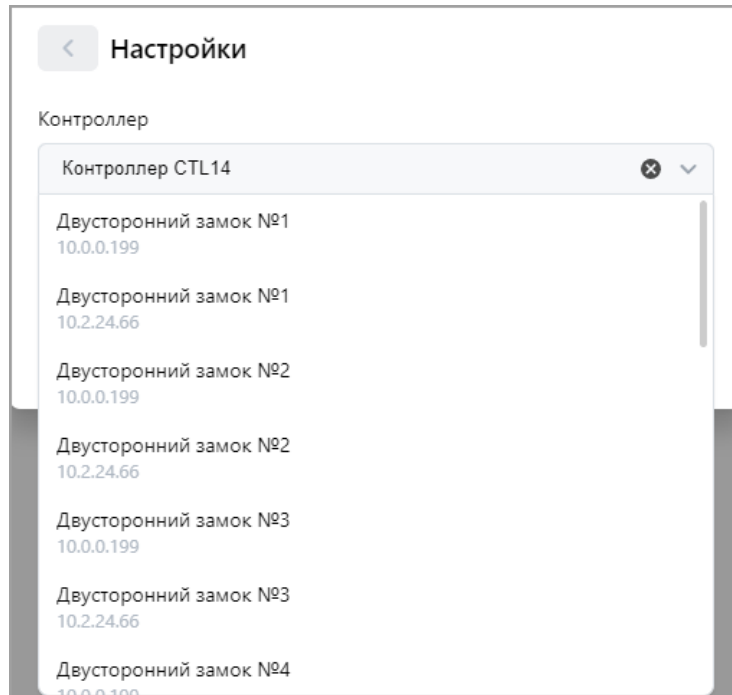 Настройки
Контроллер
Контроллер CTL14
Двусторонний замок №1
10.0.0.199
Двусторонний замок №1
10.2.24.66
Двусторонний замок №2
10.0.0.199
Двусторонний замок №2
10.2.24.66
Двусторонний замок №3
10.0.0.199
Двусторонний замок №3
10.2.24.66
Двусторонний замок №4